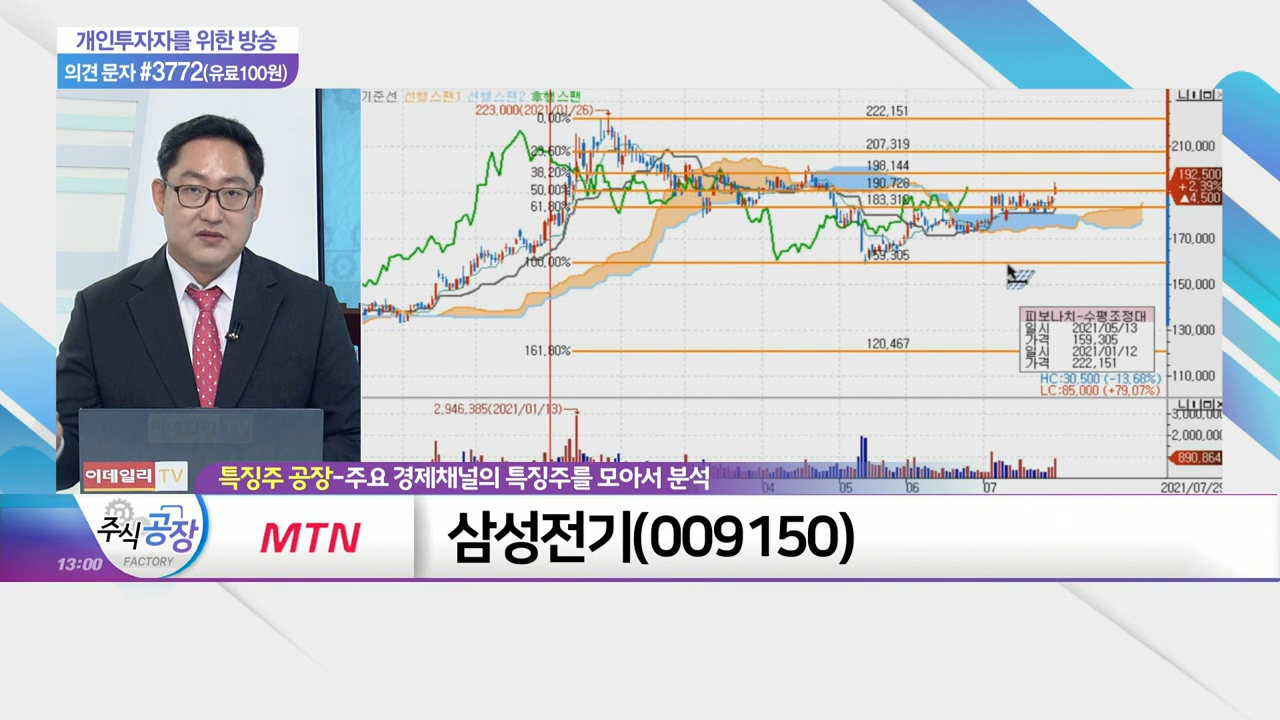 개인투자자를 위한 방송
의견 문자 #3772(유료100원)
기준선 선행스팬1 선행스팬2 후행스팬
223,000(2021/01/26)
222,151
0,00%
207,319
23,60%
210,000
198,144
38,20%
192,500
190,728
50,00%
+2,39%
▲4,500
61,80%
170,000
159,305
100,00%
150,000
피보나치-수평조정대
일시 2021/05/13
가격 159,305
일시 2021/01/12
가격 222,151
130,000
120,467
161,80%
110,000
HC:30,500 (-13,68%)
LC:85,000 (+79,07%)
2,946,385(2021/01/13)
3,000,000
2,000,000
890,864
이데일리 TV
특징주 공장-주요 경제채널의 특징주를 모아서 분석
04 05 06 07
2021/07/29
주식공장
FACTORY
13:00
MTN
삼성전기(009150)